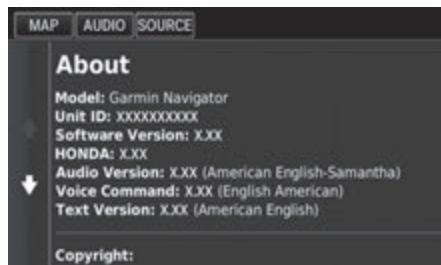 MAP AUDIO SOURCE
About
Model: Garmin Navigator
Unit ID: XXXXXXXXXX
Software Version: X.XX
HONDA: X.XX
Audio Version: X.XX (American English-Samantha)
Voice Command: X.XX (English American)
Text Version: X.XX (American English)
Copyright: